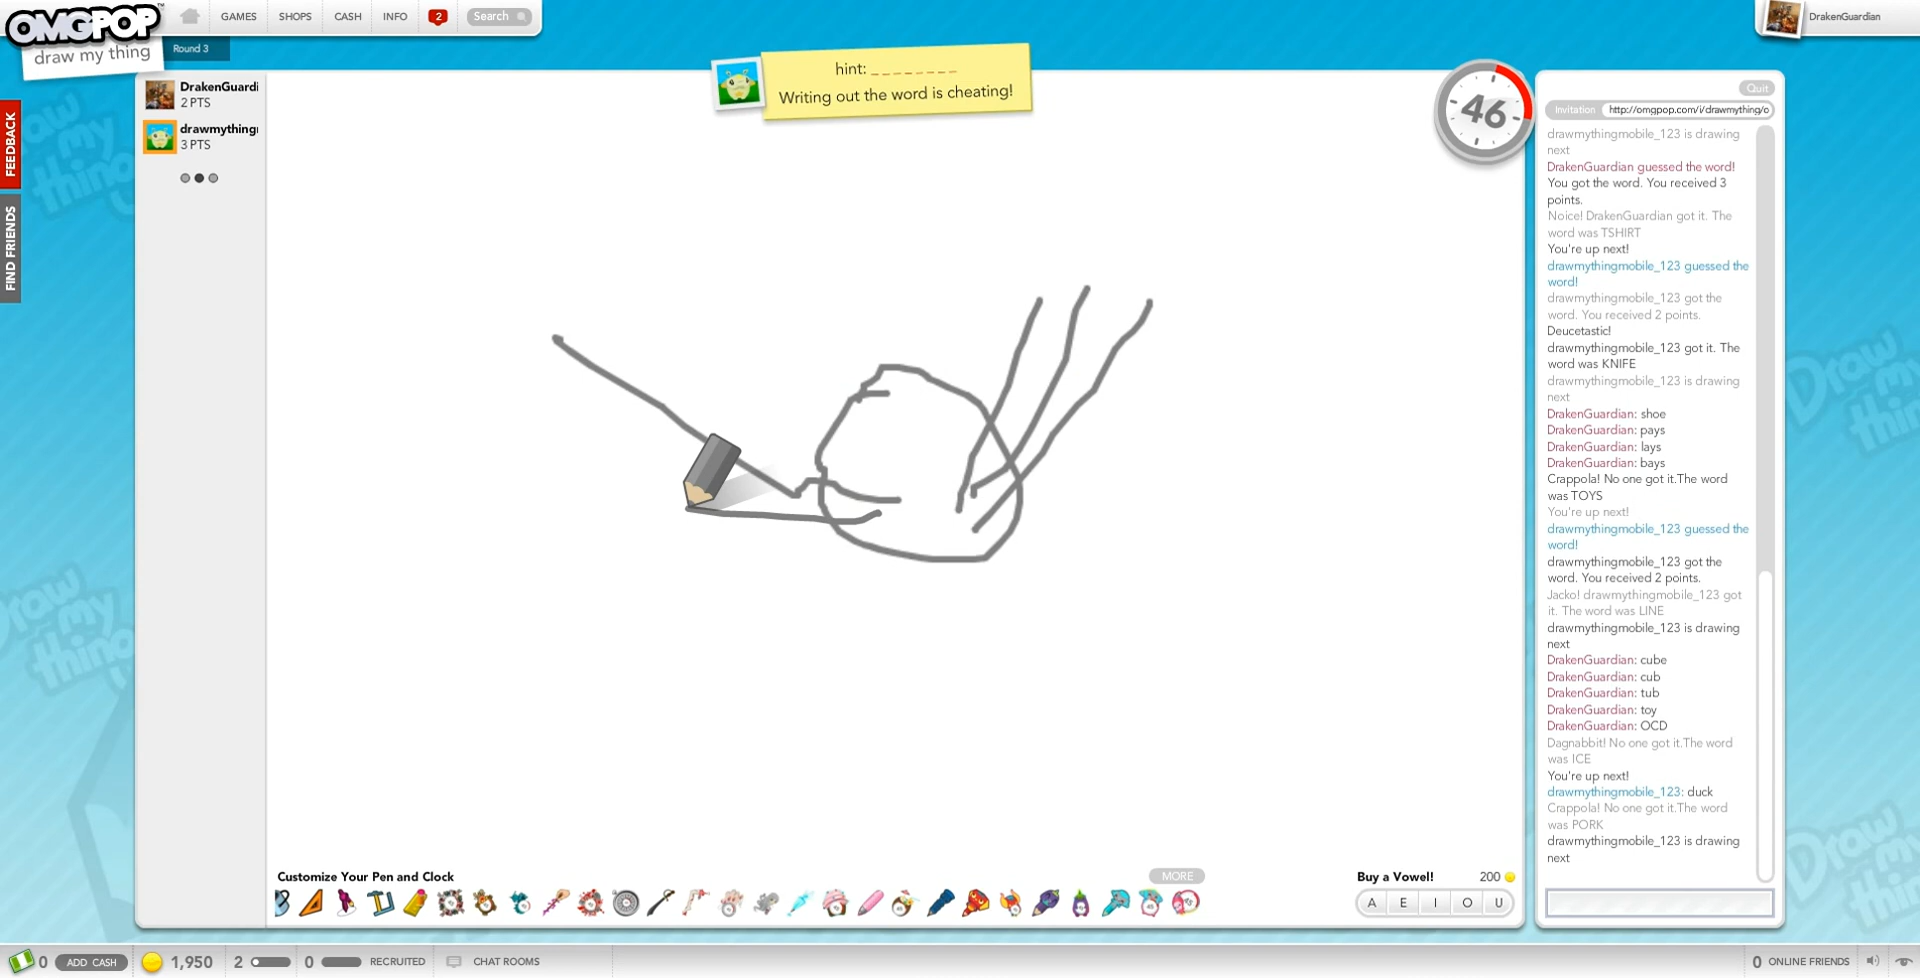 OMGPOP™
GAMES SHOPS CASH INFO 2 Search
DrakenGuardian
draw my thing
Round 3
FEEDBACK
FIND FRIENDS
DrakenGuardi
2 PTS
drawmything
3 PTS
hint: _ _ _ _ _ _ _ _
Writing out the word is cheating!
46
Quit
Invitation http://omgpop.com/i/drawmything/o
drawmythingmobile_123 is drawing
next
DrakenGuardian guessed the word!
You got the word. You received 3
points.
Noice! DrakenGuardian got it. The
word was TSHIRT
You're up next!
drawmythingmobile_123 guessed the
word!
drawmythingmobile_123 got the
word. You received 2 points.
Deucetastic!
drawmythingmobile_123 got it. The
word was KNIFE
drawmythingmobile_123 is drawing
next
DrakenGuardian: shoe
DrakenGuardian: pays
DrakenGuardian: lays
DrakenGuardian: bays
Crappola! No one got it.The word
was TOYS
You're up next!
drawmythingmobile_123 guessed the
word!
drawmythingmobile_123 got the
word. You received 2 points.
Jacko! drawmythingmobile_123 got
it. The word was LINE
drawmythingmobile_123 is drawing
next
DrakenGuardian: cube
DrakenGuardian: cub
DrakenGuardian: tub
DrakenGuardian: toy
DrakenGuardian: OCD
Dagnabbit! No one got it.The word
was ICE
You're up next!
drawmythingmobile_123: duck
Crappola! No one got it.The word
was PORK
drawmythingmobile_123 is drawing
next
Customize Your Pen and Clock
MORE
Buy a Vowel! 200
A E I O U
0 ADD CASH 1,950 2 0 RECRUITED CHAT ROOMS
0 ONLINE FRIENDS